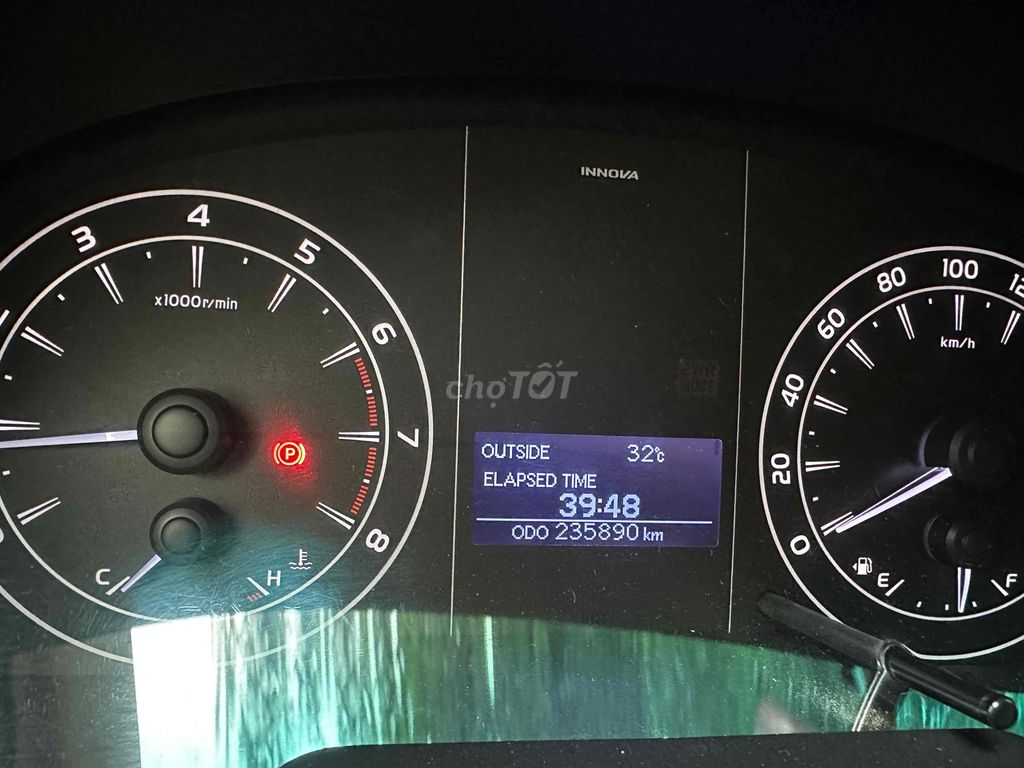 INNOVA
3
4
5
6
7
8
x1000r/min
C
H
P
chợTỐT
OUTSIDE 32°c
ELAPSED TIME
39:48
ODO 235890 km
0
20
40
60
80
100
km/h
E
F